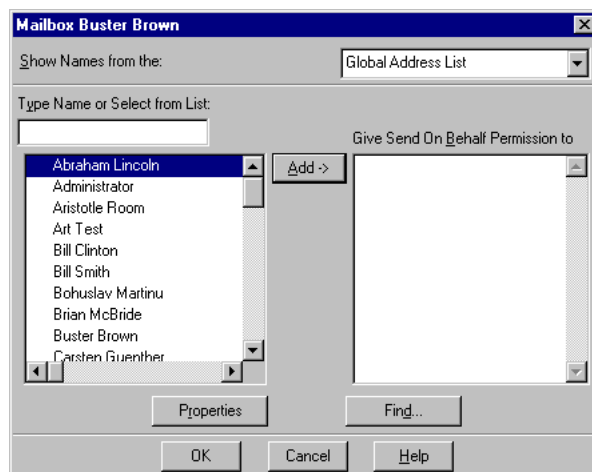 Mailbox Buster Brown
Show Names from the:
Global Address List
Type Name or Select from List:
Give Send On Behalf Permission to
Abraham Lincoln
Add ->
Administrator
Aristotle Room
Art Test
Bill Clinton
Bill Smith
Bohuslav Martinu
Brian McBride
Buster Brown
Carsten Guenther
Properties
Find...
OK
Cancel
Help